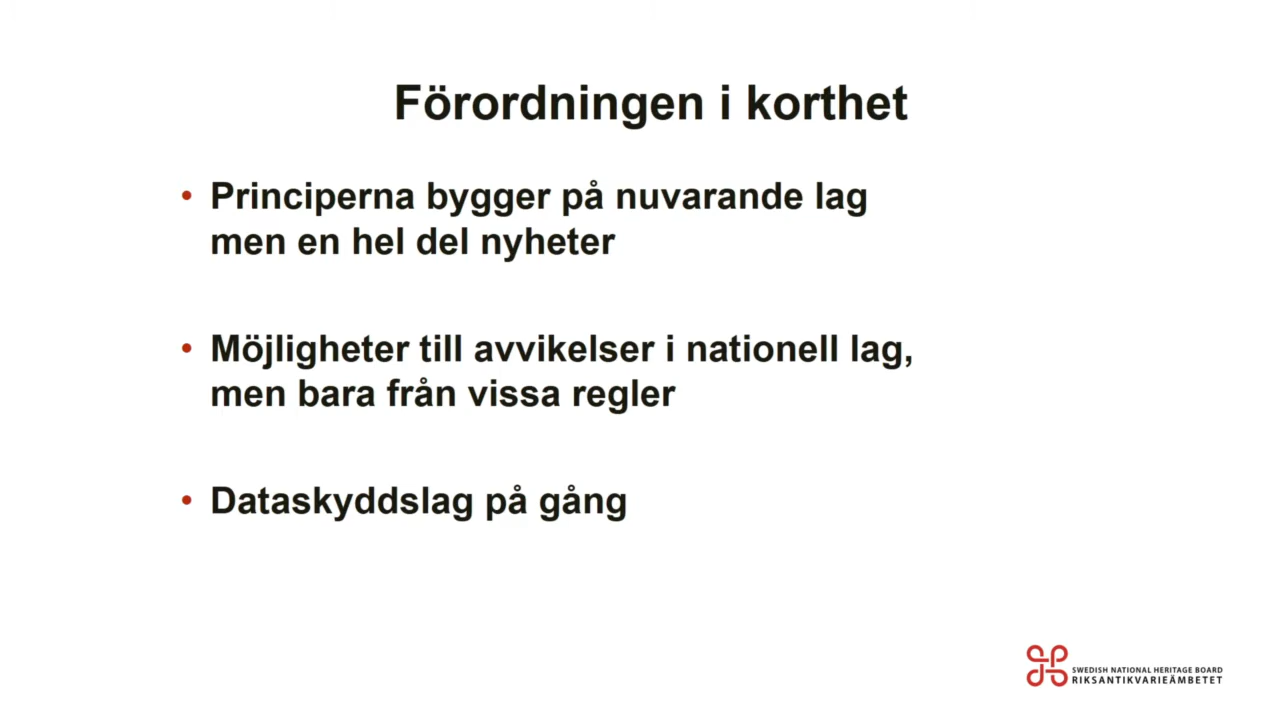 Förordningen i korthet
• Principerna bygger på nuvarande lag
men en hel del nyheter
• Möjligheter till avvikelser i nationell lag,
men bara från vissa regler
• Dataskyddslag på gång
SWEDISH NATIONAL HERITAGE BOARD
RIKSANTIKVARIEÄMBETET